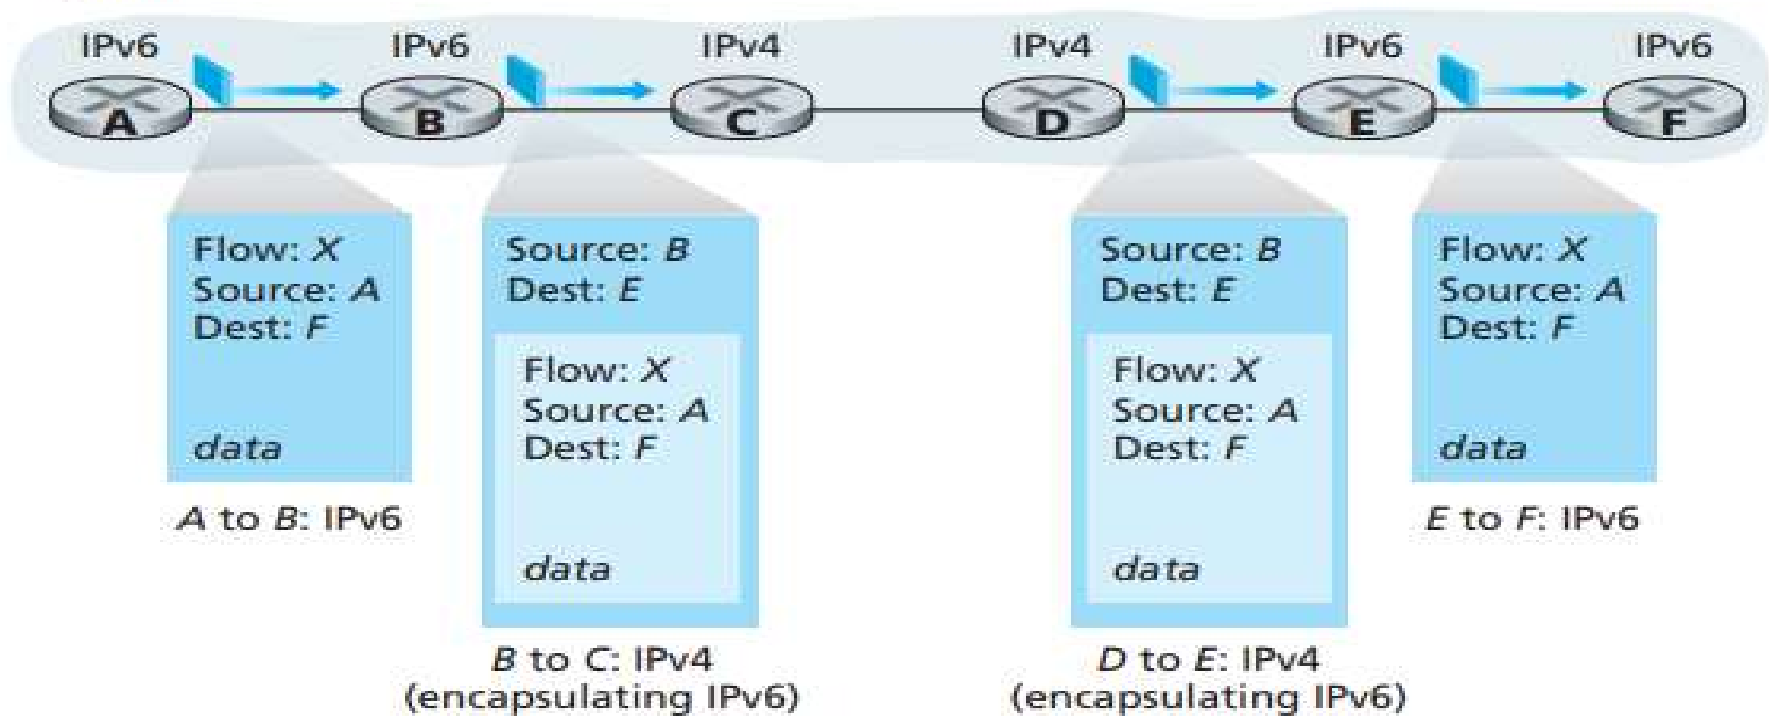 IPv6
IPv6
IPv4
IPv4
IPv6
IPv6
A
B
C
D
E
F
Flow: X
Source: A
Dest: F
data
A to B: IPv6
Source: B
Dest: E
Flow: X
Source: A
Dest: F
data
B to C: IPv4
(encapsulating IPv6)
Source: B
Dest: E
Flow: X
Source: A
Dest: F
data
D to E: IPv4
(encapsulating IPv6)
Flow: X
Source: A
Dest: F
data
E to F: IPv6